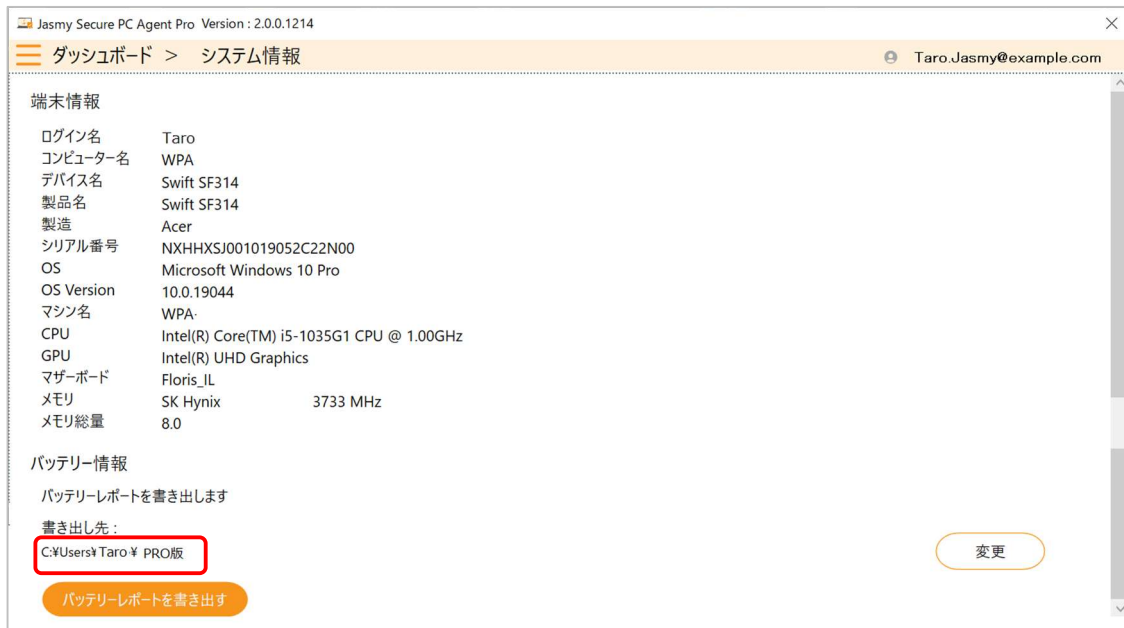 Jasmy Secure PC Agent Pro Version : 2.0.0.1214
ダッシュボード > システム情報
Taro.Jasmy@example.com
端末情報
ログイン名 Taro
コンピューター名 WPA
デバイス名 Swift SF314
製品名 Swift SF314
製造 Acer
シリアル番号 NXHHXSJ001019052C22N00
OS Microsoft Windows 10 Pro
OS Version 10.0.19044
マシン名 WPA·
CPU Intel(R) Core(TM) i5-1035G1 CPU @ 1.00GHz
GPU Intel(R) UHD Graphics
マザーボード Floris_IL
メモリ SK Hynix 3733 MHz
メモリ総量 8.0
バッテリー情報
バッテリーレポートを書き出します
書き出し先 :
C:¥Users¥Taro¥ PRO版
変更
バッテリーレポートを書き出す